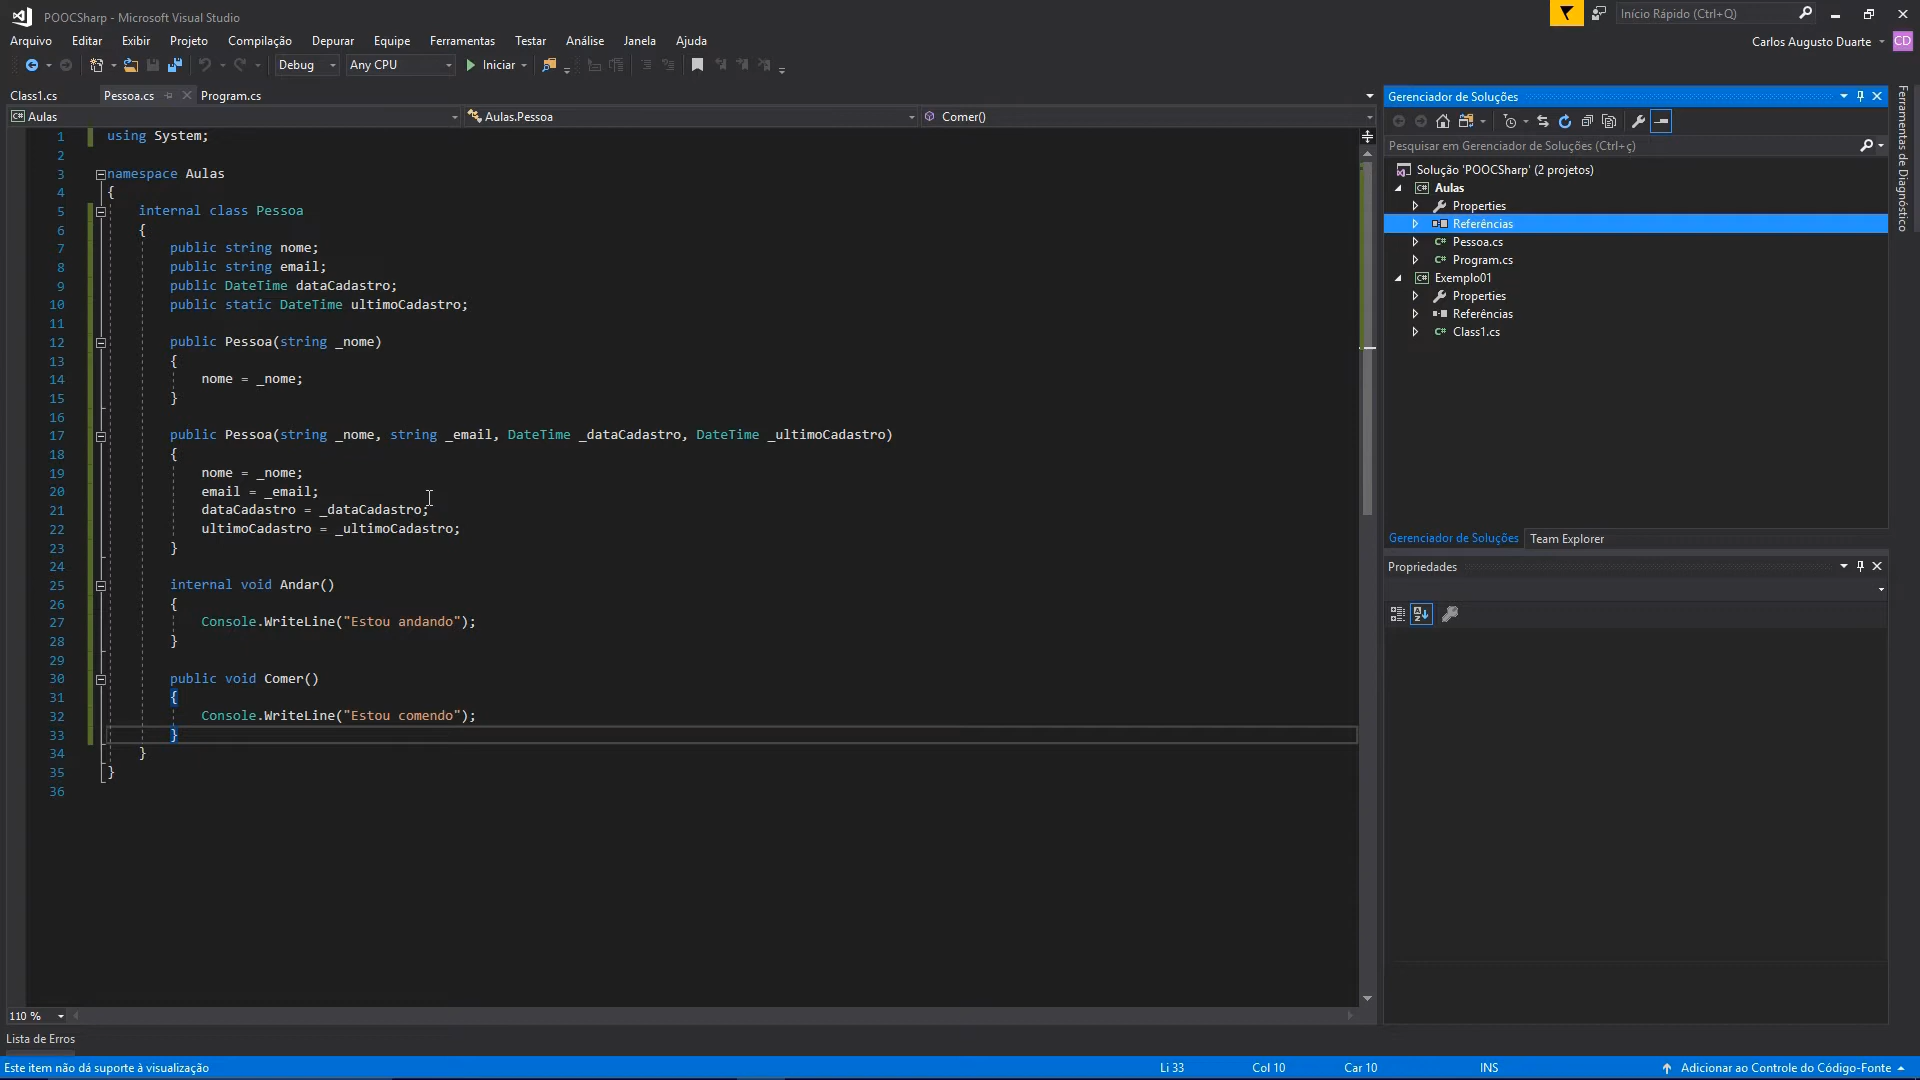 POOCSharp - Microsoft Visual Studio
Início Rápido (Ctrl+Q)
Arquivo Editar Exibir Projeto Compilação Depurar Equipe Ferramentas Testar Análise Janela Ajuda
Carlos Augusto Duarte CD
Debug Any CPU Iniciar
Class1.cs Pessoa.cs Program.cs
Aulas Aulas.Pessoa Comer()
1 using System;
2
3 namespace Aulas
4 {
5 internal class Pessoa
6 {
7 public string nome;
8 public string email;
9 public DateTime dataCadastro;
10 public static DateTime ultimoCadastro;
11
12 public Pessoa(string _nome)
13 {
14 nome = _nome;
15 }
16
17 public Pessoa(string _nome, string _email, DateTime _dataCadastro, DateTime _ultimoCadastro)
18 {
19 nome = _nome;
20 email = _email;
21 dataCadastro = _dataCadastro;
22 ultimoCadastro = _ultimoCadastro;
23 }
24
25 internal void Andar()
26 {
27 Console.WriteLine("Estou andando");
28 }
29
30 public void Comer()
31 {
32 Console.WriteLine("Estou comendo");
33 }
34 }
35 }
36
110 %
Lista de Erros
Gerenciador de Soluções
Pesquisar em Gerenciador de Soluções (Ctrl+ç)
Solução 'POOCSharp' (2 projetos)
C# Aulas
Properties
Referências
C# Pessoa.cs
C# Program.cs
C# Exemplo01
Properties
Referências
C# Class1.cs
Gerenciador de Soluções Team Explorer
Propriedades
Ferramentas de Diagnóstico
Este item não dá suporte à visualização Li 33 Col 10 Car 10 INS Adicionar ao Controle do Código-Fonte